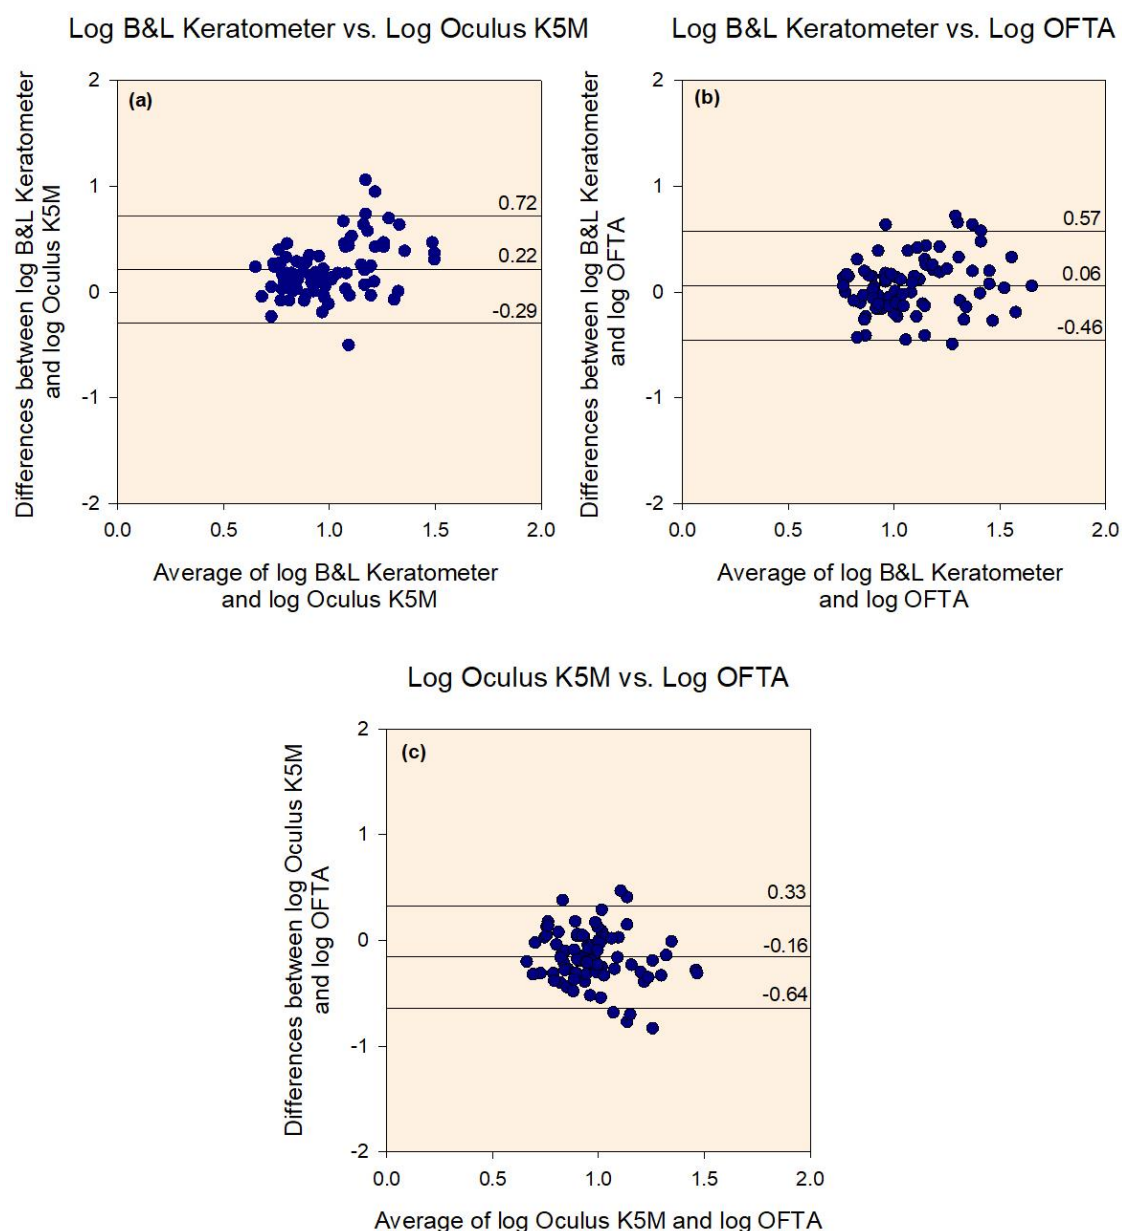 Log B&L Keratometer vs. Log Oculus K5M
Differences between log B&L Keratometer
and log Oculus K5M
(a)
2
1
0
-1
-2
0.72
0.22
-0.29
0.0
0.5
1.0
1.5
2.0
Average of log B&L Keratometer
and log Oculus K5M
Log B&L Keratometer vs. Log OFTA
Differences between log B&L Keratometer
and log OFTA
(b)
2
1
0
-1
-2
0.57
0.06
-0.46
0.0
0.5
1.0
1.5
2.0
Average of log B&L Keratometer
and log OFTA
Log Oculus K5M vs. Log OFTA
Differences between log Oculus K5M
and log OFTA
(c)
2
1
0
-1
-2
0.33
-0.16
-0.64
0.0
0.5
1.0
1.5
2.0
Average of log Oculus K5M and log OFTA